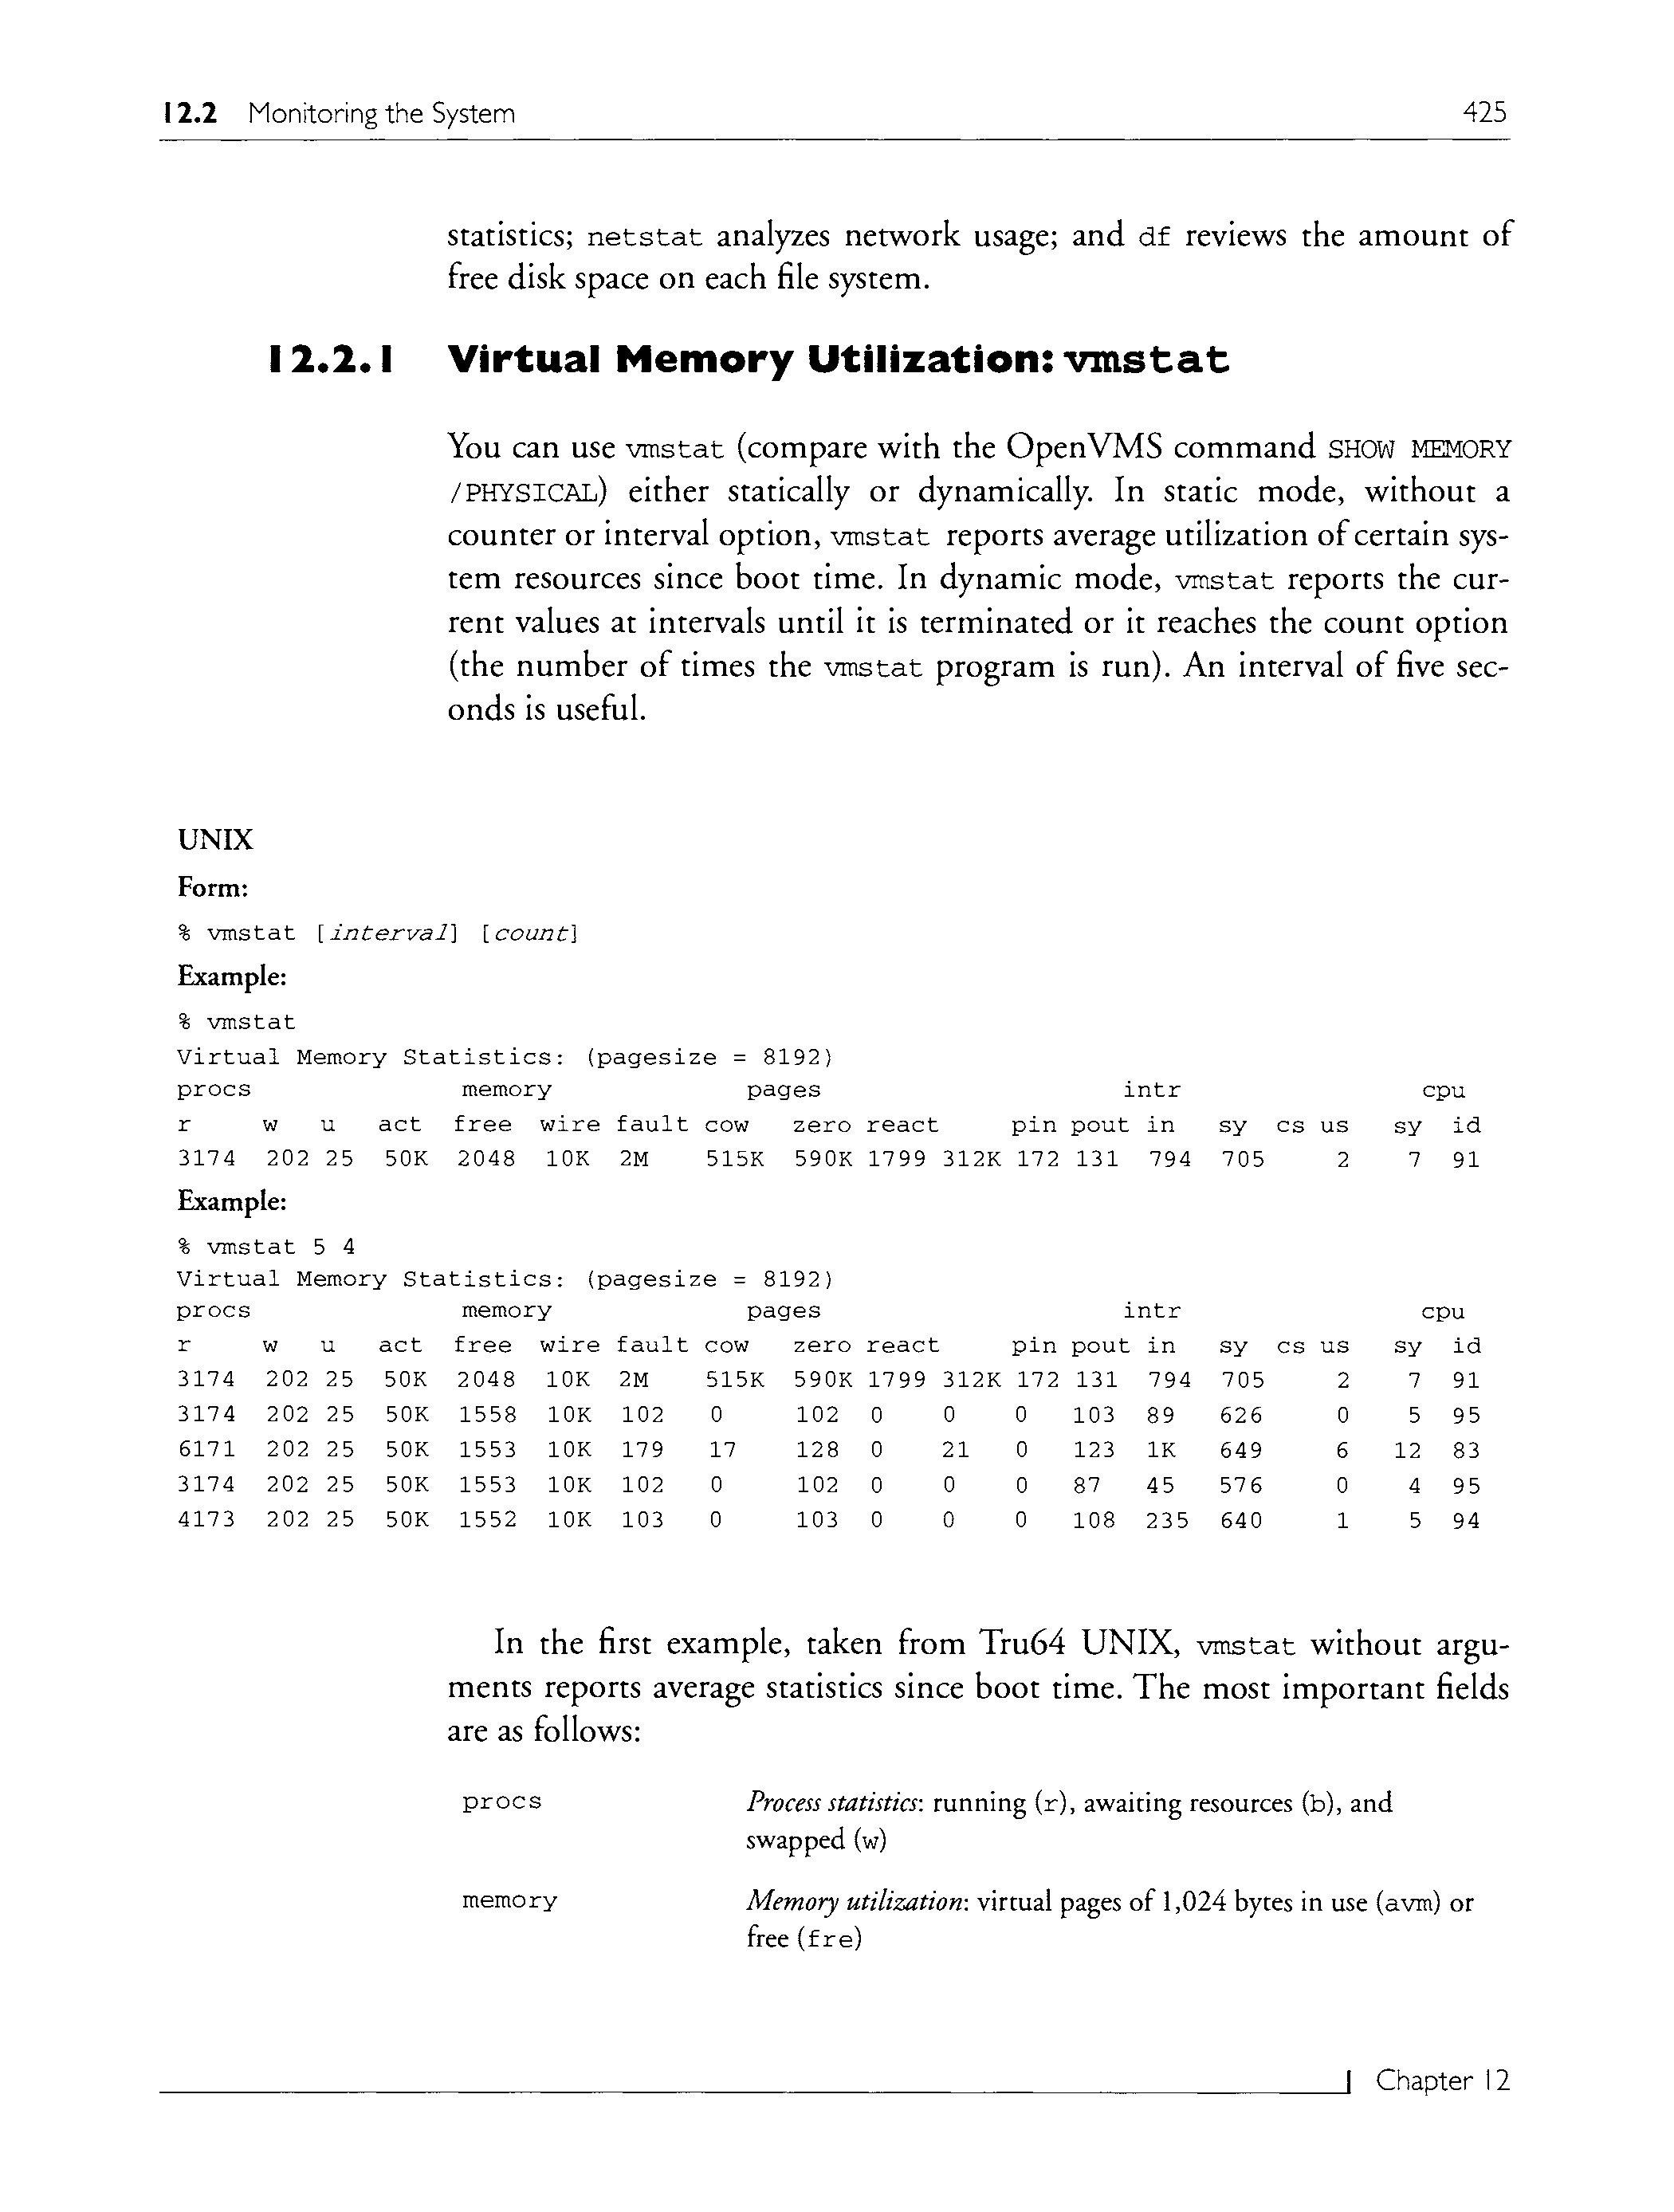 12.2 Monitoring the System 425
statistics; netstat analyzes network usage; and df reviews the amount of
free disk space on each file system.
12.2.1 Virtual Memory Utilization: vmstat
You can use vmstat (compare with the OpenVMS command SHOW MEMORY
/PHYSICAL) either statically or dynamically. In static mode, without a
counter or interval option, vmstat reports average utilization of certain sys-
tem resources since boot time. In dynamic mode, vmstat reports the cur-
rent values at intervals until it is terminated or it reaches the count option
(the number of times the vmstat program is run). An interval of five sec-
onds is useful.
UNIX
Form:
% vmstat [interval] [count]
Example:
% vmstat
Virtual Memory Statistics: (pagesize = 8192)
procs memory pages intr cpu
r w u act free wire fault cow zero react pin pout in sy cs us sy id
3174 202 25 50K 2048 10K 2M 515K 590K 1799 312K 172 131 794 705 2 7 91
Example:
% vmstat 5 4
Virtual Memory Statistics: (pagesize = 8192)
procs memory pages intr cpu
r w u act free wire fault cow zero react pin pout in sy cs us sy id
3174 202 25 50K 2048 10K 2M 515K 590K 1799 312K 172 131 794 705 2 7 91
3174 202 25 50K 1558 10K 102 0 102 0 0 0 103 89 626 0 5 95
6171 202 25 50K 1553 10K 179 17 128 0 21 0 123 1K 649 6 12 83
3174 202 25 50K 1553 10K 102 0 102 0 0 0 87 45 576 0 4 95
4173 202 25 50K 1552 10K 103 0 103 0 0 0 108 235 640 1 5 94
In the first example, taken from Tru64 UNIX, vmstat without argu-
ments reports average statistics since boot time. The most important fields
are as follows:
procs Process statistics: running (r), awaiting resources (b), and
swapped (w)
memory Memory utilization: virtual pages of 1,024 bytes in use (avm) or
free (fre)
Chapter 12